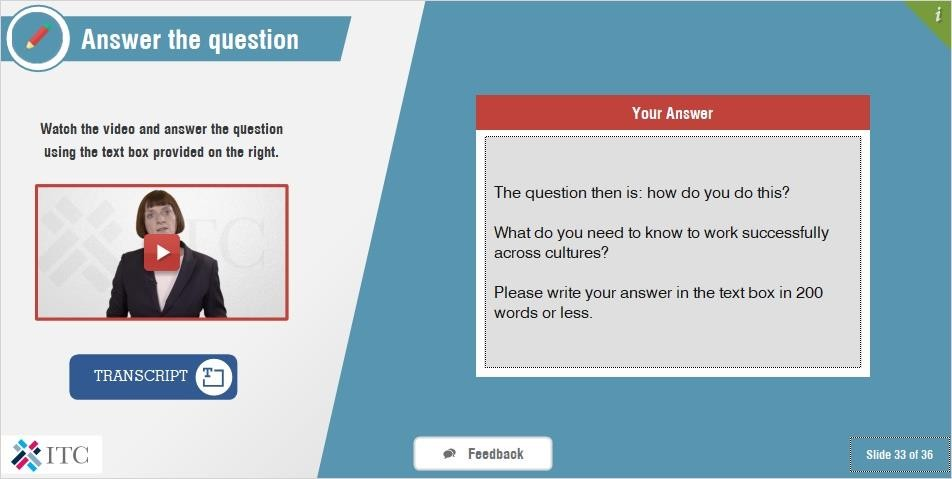 Answer the question
i
Watch the video and answer the question
using the text box provided on the right.
TC
TRANSCRIPT
T
ITC
Your Answer
The question then is: how do you do this?
What do you need to know to work successfully
across cultures?
Please write your answer in the text box in 200
words or less.
Feedback
Slide 33 of 36